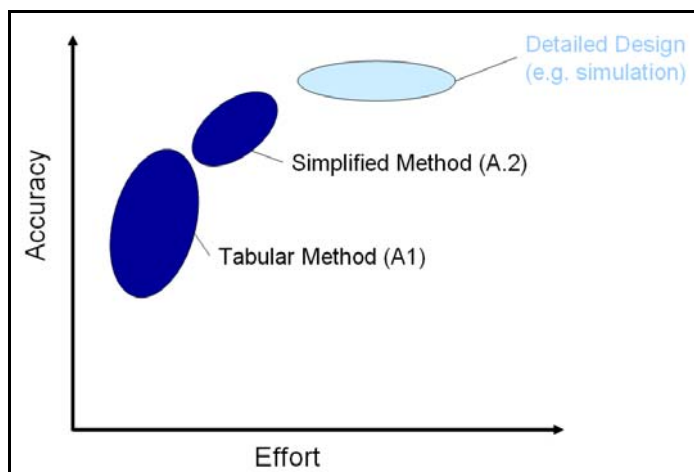 Detailed Design
(e.g. simulation)
Simplified Method (A.2)
Tabular Method (A1)
Accuracy
Effort